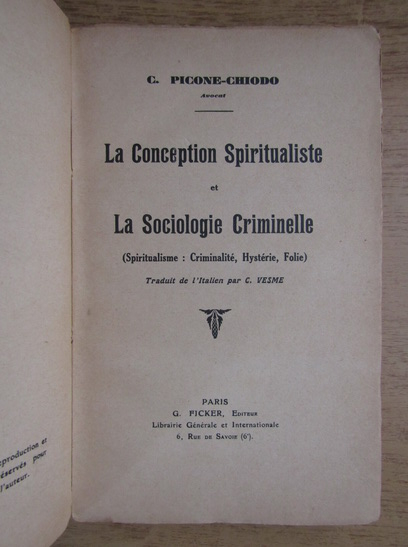 C. PICONE-CHIODO
Avocat
La Conception Spiritualiste
et
La Sociologie Criminelle
(Spiritualisme : Criminalité, Hystérie, Folie)
Traduit de l'Italien par C. VESME
PARIS
G. FICKER, Editeur
Librairie Générale et Internationale
6, Rue de Savoie (6e).
eproduction et
éservés pour
l'auteur.